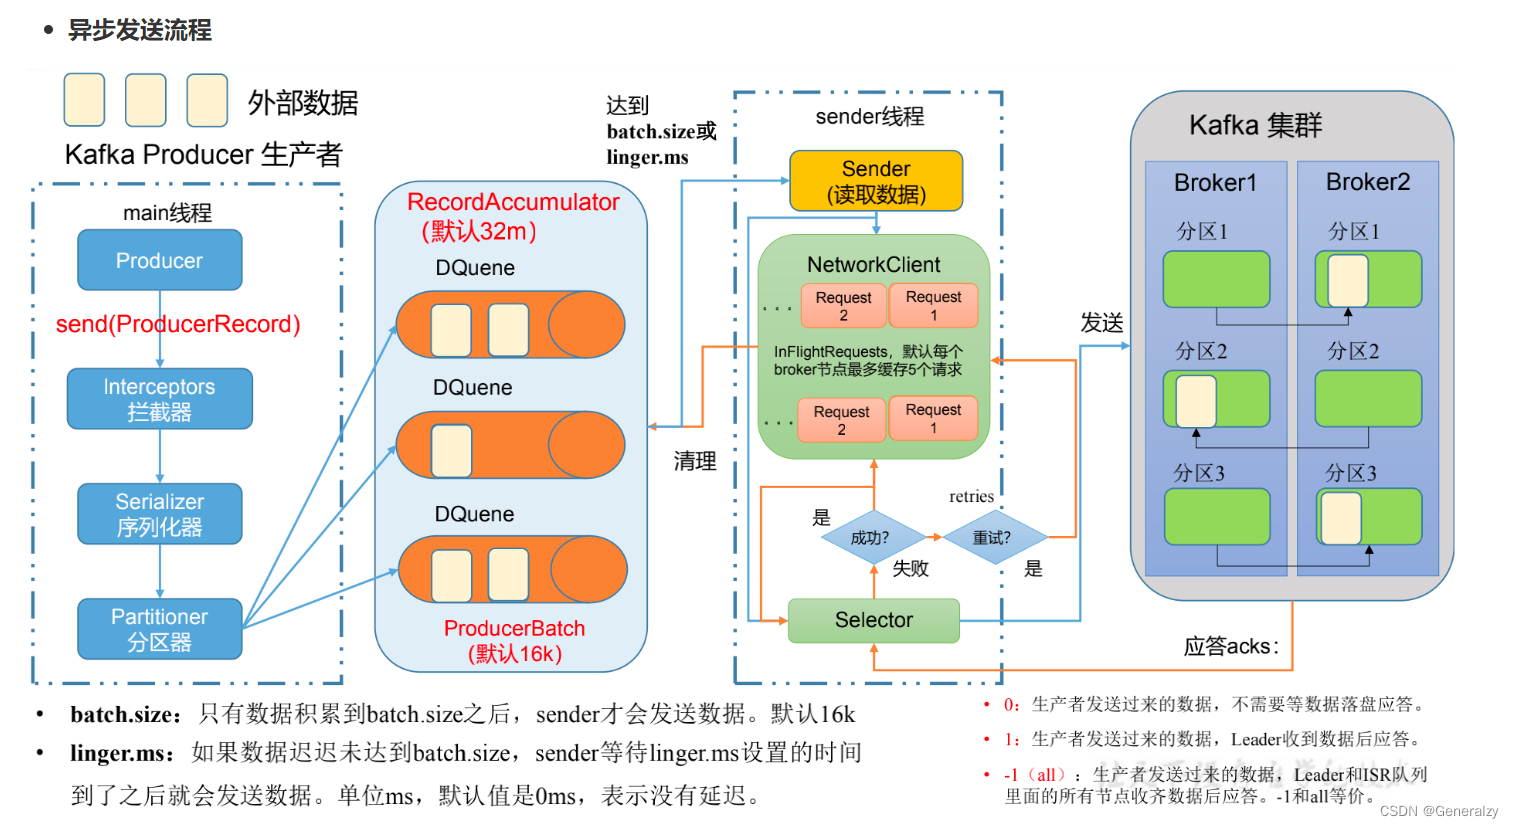 • 异步发送流程
外部数据
Kafka Producer 生产者
main线程
Producer
send(ProducerRecord)
Interceptors
拦截器
Serializer
序列化器
Partitioner
分区器
RecordAccumulator
(默认32m)
DQuene
DQuene
DQuene
ProducerBatch
(默认16k)
达到
batch.size或
linger.ms
清理
sender线程
Sender
(读取数据)
NetworkClient
... Request 2
Request 1
InFlightRequests，默认每个
broker节点最多缓存5个请求
... Request 2
Request 1
retries
是
成功?
失败
重试?
是
Selector
发送
Kafka 集群
Broker1
分区1
分区2
分区3
Broker2
分区1
分区2
分区3
应答acks：
• batch.size：只有数据积累到batch.size之后，sender才会发送数据。默认16k
• linger.ms：如果数据迟迟未达到batch.size，sender等待linger.ms设置的时间
到了之后就会发送数据。单位ms，默认值是0ms，表示没有延迟。
• 0：生产者发送过来的数据，不需要等数据落盘应答。
• 1：生产者发送过来的数据，Leader收到数据后应答。
• -1（all）：生产者发送过来的数据，Leader和ISR队列
里面的所有节点收齐数据后应答。-1和all等价。
CSDN @Generalzy